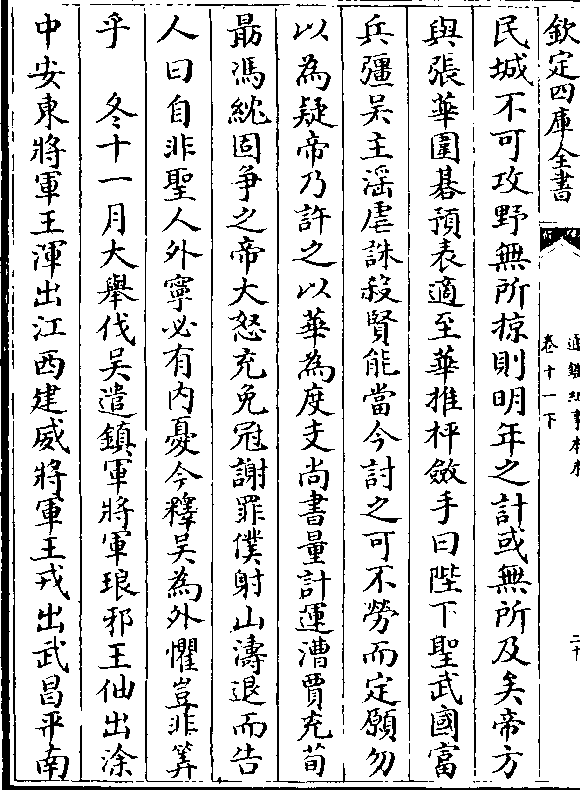 欽定四庫全書
通鑑紀事本末
卷十一下
二十
民城不可攻野無所掠則明年之計或無所及矣帝方
與張華圍棊預表適至華推枰斂手曰陛下聖武國富
兵彊吴主滛虐誅殺賢能當今討之可不勞而定願勿
以為疑帝乃許之以華為度支尚書量計運漕賈充荀
朂馮紞固争之帝大怒充免冠謝罪僕射山濤退而告
人曰自非聖人外寧必有内憂今釋吴為外懼豈非筭
乎　冬十一月大舉伐吴遣鎮軍將軍琅邪王伷出涂
中安東將軍王渾出江西建威將軍王戎出武昌平南